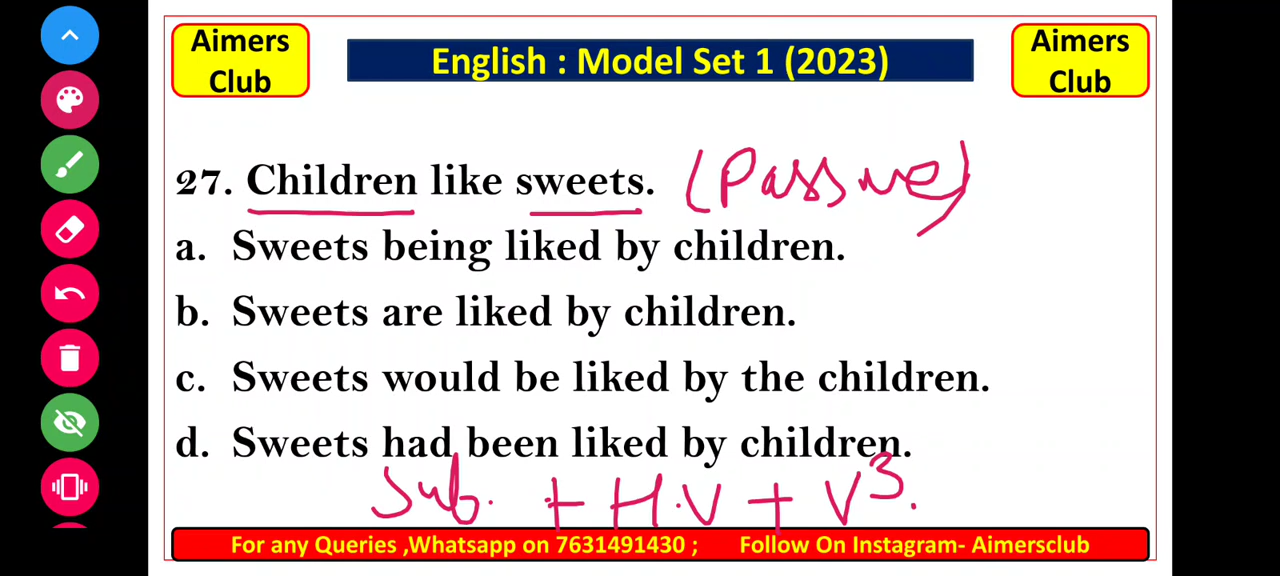 Aimers
Club
English : Model Set 1 (2023)
Aimers
Club
27. Children like sweets. (Passive)
a. Sweets being liked by children.
b. Sweets are liked by children.
c. Sweets would be liked by the children.
d. Sweets had been liked by children.
Sub. + H.V + V3.
For any Queries ,Whatsapp on 7631491430 ; Follow On Instagram- Aimersclub